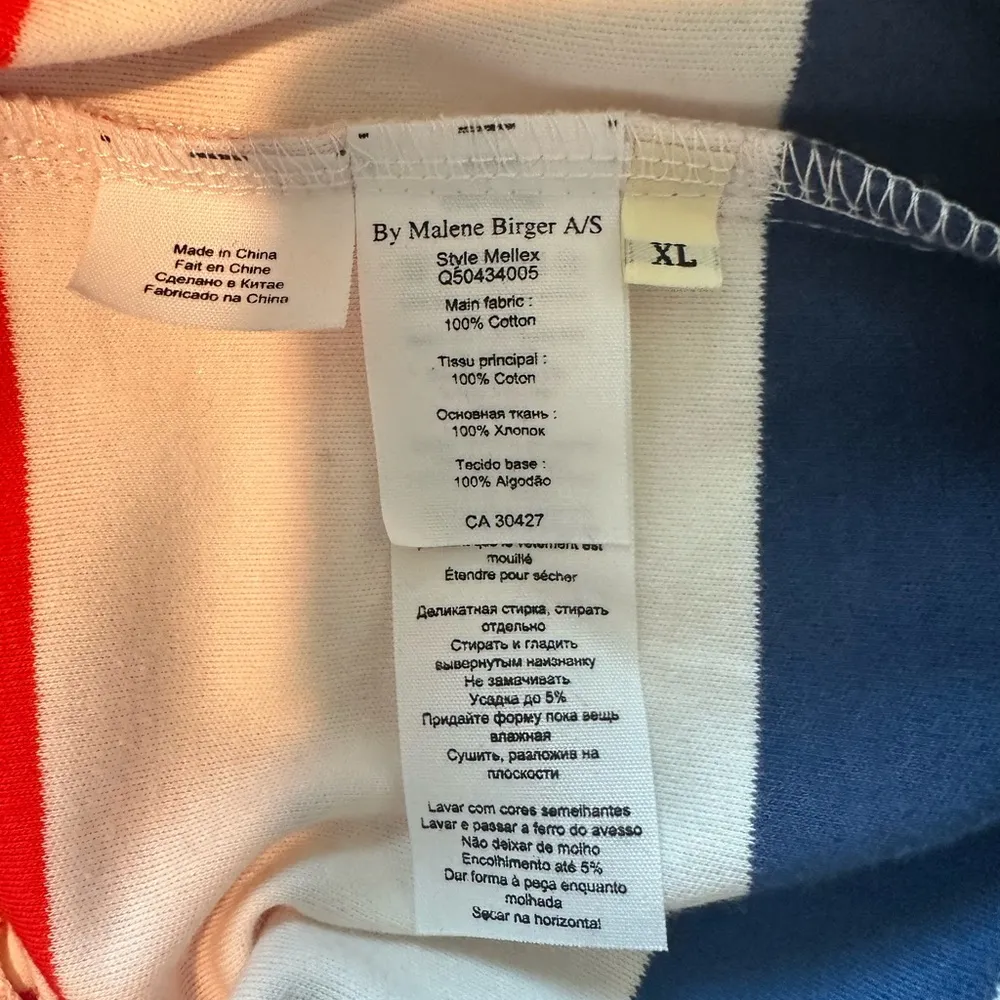 Made in China
Fait en Chine
Сделано в Китае
Fabricado na China
By Malene Birger A/S
Style Mellex
Q50434005
Main fabric :
100% Cotton
Tissu principal :
100% Coton
Основная ткань :
100% Хлопок
Tecido base :
100% Algodão
CA 30427
XL
le vêtement est
mouillé
Étendre pour sécher
Деликатная стирка, стирать
отдельно
Стирать и гладить
вывернутым наизнанку
Не замачивать
Усадка до 5%
Придайте форму пока вещь
влажная
Сушить, разложив на
плоскости
Lavar com cores semelhantes
Lavar e passar a ferro do avesso
Não deixar de molho
Encolhimento até 5%
Dar forma à peça enquanto
molhada
Secar na horizontal